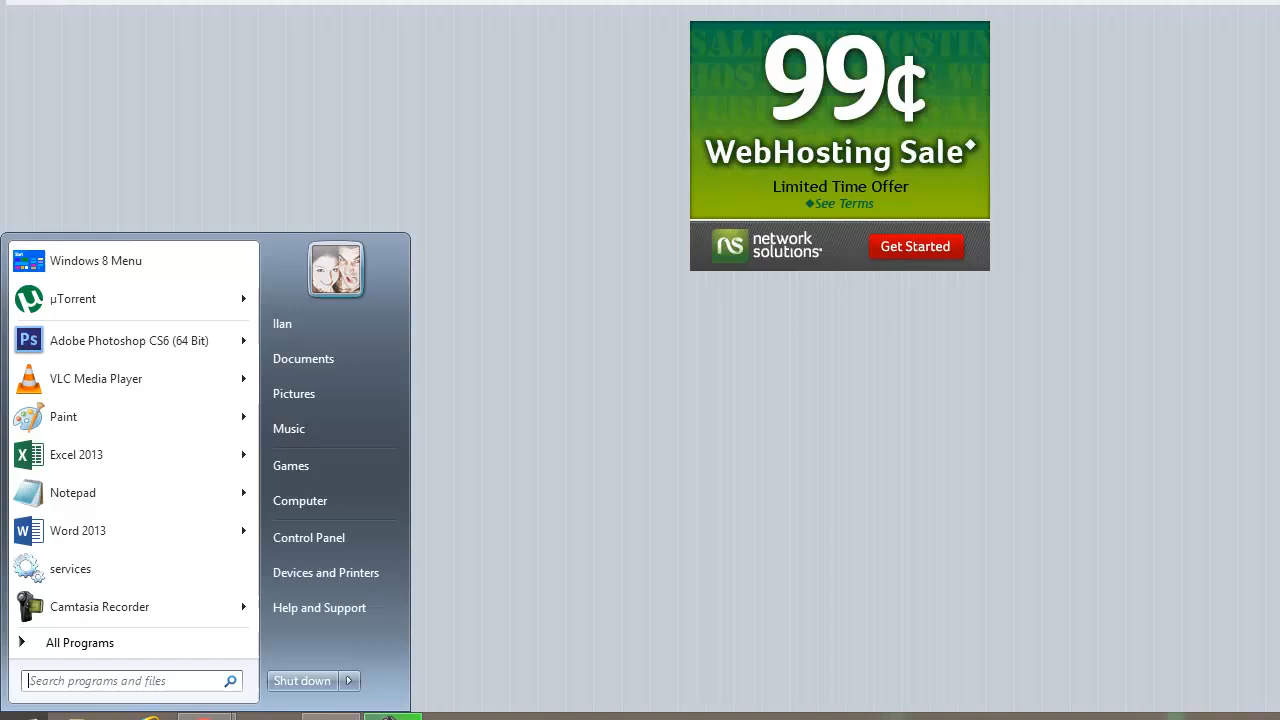 99¢
WebHosting Sale♦
Limited Time Offer
♦See Terms
ns network solutions®
Get Started
Windows 8 Menu
µTorrent
Ps Adobe Photoshop CS6 (64 Bit)
VLC Media Player
Paint
Excel 2013
Notepad
Word 2013
services
Camtasia Recorder
All Programs
Search programs and files
Ilan
Documents
Pictures
Music
Games
Computer
Control Panel
Devices and Printers
Help and Support
Shut down